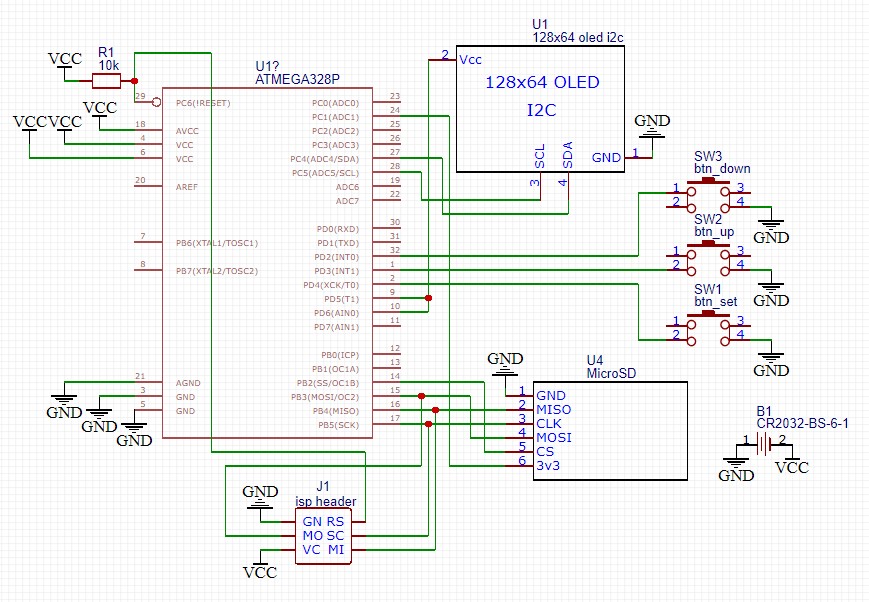 U1
128x64 oled i2c
2 Vcc
128x64 OLED
I2C
SCL
SDA
GND 1
3
4
GND
VCC
R1
10k
VCC
VCC
VCC
U1?
ATMEGA328P
29 PC6(!RESET)
18 AVCC
4 VCC
6 VCC
20 AREF
7 PB6(XTAL1/TOSC1)
8 PB7(XTAL2/TOSC2)
21 AGND
3 GND
5 GND
GND
GND
GND
PC0(ADC0) 23
PC1(ADC1) 24
PC2(ADC2) 25
PC3(ADC3) 26
PC4(ADC4/SDA) 27
PC5(ADC5/SCL) 28
ADC6 19
ADC7 22
PD0(RXD) 30
PD1(TXD) 31
PD2(INT0) 32
PD3(INT1) 1
PD4(XCK/T0) 2
PD5(T1) 9
PD6(AIN0) 10
PD7(AIN1) 11
PB0(ICP) 12
PB1(OC1A) 13
PB2(SS/OC1B) 14
PB3(MOSI/OC2) 15
PB4(MISO) 16
PB5(SCK) 17
SW3
btn_down
1 3
2 4
GND
SW2
btn_up
1 3
2 4
GND
SW1
btn_set
1 3
2 4
GND
GND
U4
MicroSD
1 GND
2 MISO
3 CLK
4 MOSI
5 CS
6 3v3
B1
CR2032-BS-6-1
1 2
GND
VCC
J1
isp header
GND
GN RS
MO SC
VC MI
VCC